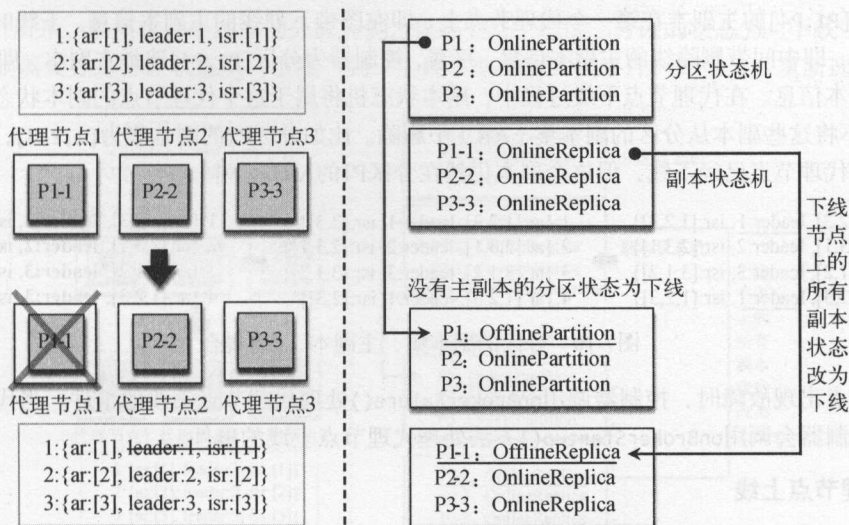 1:{ar:[1], leader:1, isr:[1]}
2:{ar:[2], leader:2, isr:[2]}
3:{ar:[3], leader:3, isr:[3]}
代理节点1 代理节点2 代理节点3
P1-1 P2-2 P3-3
P1-1 P2-2 P3-3
代理节点1 代理节点2 代理节点3
1:{ar:[1], leader:1, isr:[1]}
2:{ar:[2], leader:2, isr:[2]}
3:{ar:[3], leader:3, isr:[3]}
P1：OnlinePartition
P2：OnlinePartition
P3：OnlinePartition
分区状态机
P1-1：OnlineReplica
P2-2：OnlineReplica
P3-3：OnlineReplica
副本状态机
没有主副本的分区状态为下线
P1：OfflinePartition
P2：OnlinePartition
P3：OnlinePartition
P1-1：OfflineReplica
P2-2：OnlineReplica
P3-3：OnlineReplica
下线节点上的所有副本状态改为下线